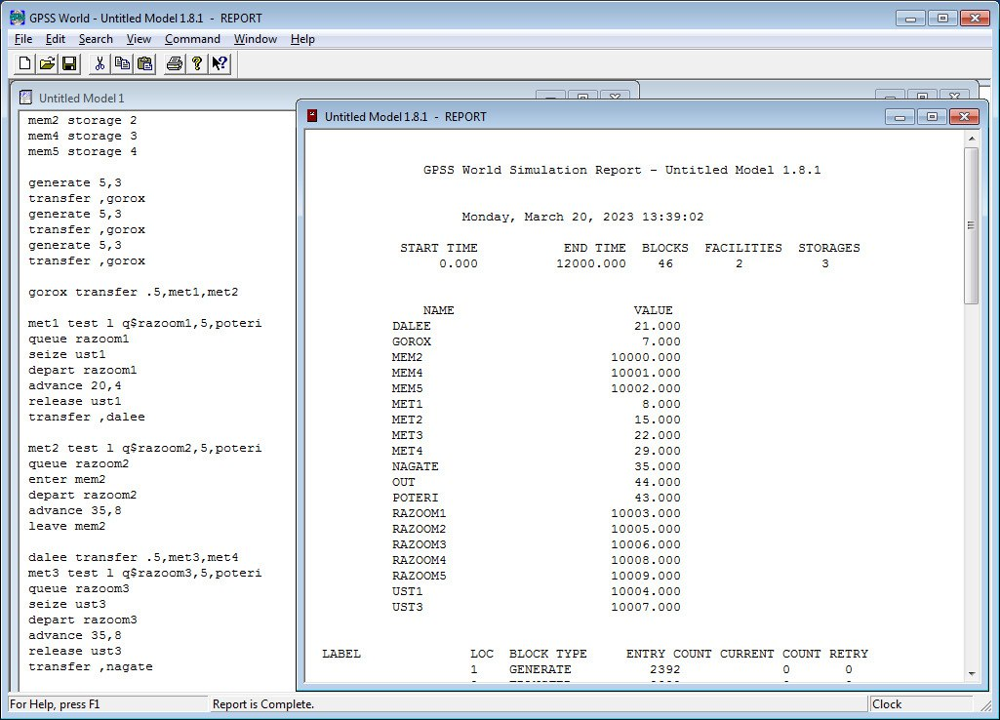 GPSS World - Untitled Model 1.8.1 - REPORT
File Edit Search View Command Window Help
Untitled Model 1
mem2 storage 2
mem4 storage 3
mem5 storage 4
generate 5,3
transfer ,gorox
generate 5,3
transfer ,gorox
generate 5,3
transfer ,gorox
gorox transfer .5,met1,met2
met1 test l q$razoom1,5,poteri
queue razoom1
seize ust1
depart razoom1
advance 20,4
release ust1
transfer ,dalee
met2 test l q$razoom2,5,poteri
queue razoom2
enter mem2
depart razoom2
advance 35,8
leave mem2
dalee transfer .5,met3,met4
met3 test l q$razoom3,5,poteri
queue razoom3
seize ust3
depart razoom3
advance 35,8
release ust3
transfer ,nagate
Untitled Model 1.8.1 - REPORT
GPSS World Simulation Report - Untitled Model 1.8.1
Monday, March 20, 2023 13:39:02
START TIME END TIME BLOCKS FACILITIES STORAGES
0.000 12000.000 46 2 3
NAME VALUE
DALEE 21.000
GOROX 7.000
MEM2 10000.000
MEM4 10001.000
MEM5 10002.000
MET1 8.000
MET2 15.000
MET3 22.000
MET4 29.000
NAGATE 35.000
OUT 44.000
POTERI 43.000
RAZOOM1 10003.000
RAZOOM2 10005.000
RAZOOM3 10006.000
RAZOOM4 10008.000
RAZOOM5 10009.000
UST1 10004.000
UST3 10007.000
LABEL LOC BLOCK TYPE ENTRY COUNT CURRENT COUNT RETRY
1 GENERATE 2392 0 0
For Help, press F1 Report is Complete. Clock